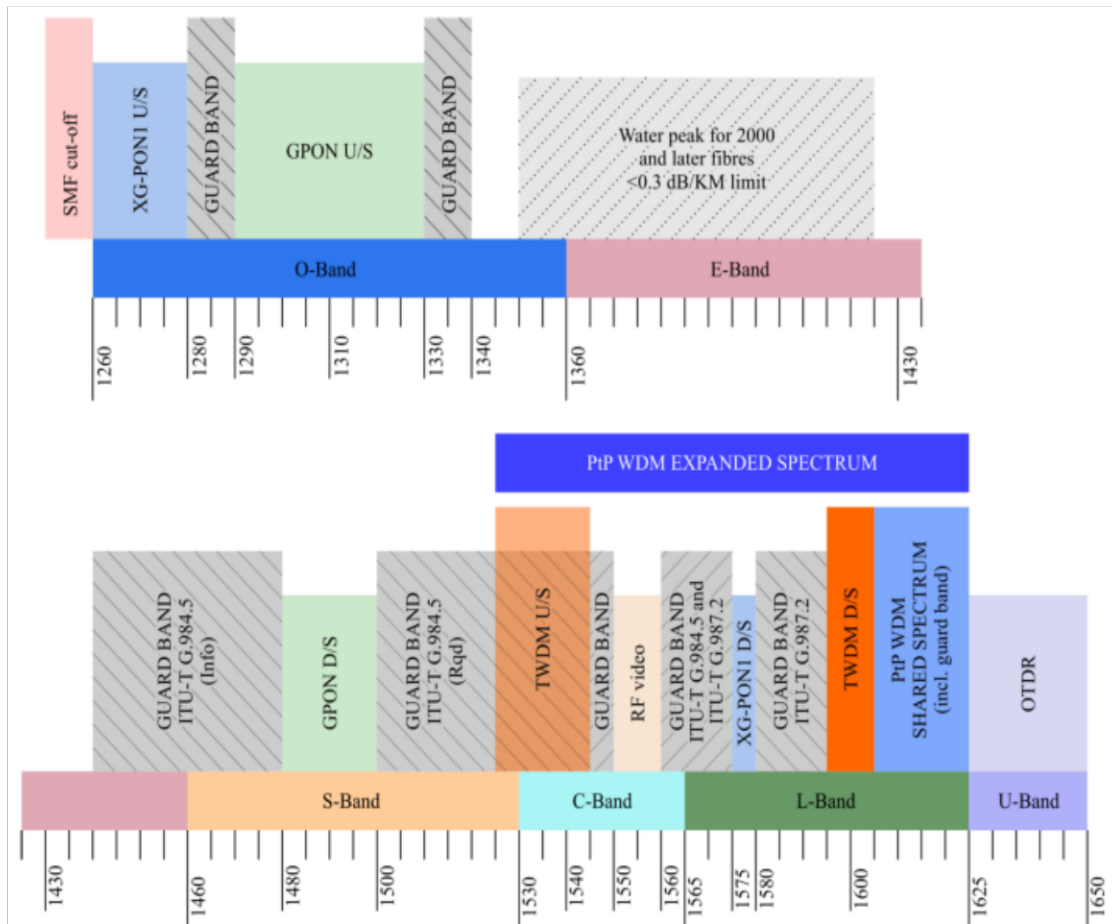 SMF cut-off
XG-PON1 U/S
GUARD BAND
GPON U/S
GUARD BAND
Water peak for 2000
and later fibres
<0.3 dB/KM limit
O-Band
E-Band
1260
1280
1290
1310
1330
1340
1360
1430
PtP WDM EXPANDED SPECTRUM
GUARD BAND
ITU-T G.984.5
(Info)
GPON D/S
GUARD BAND
ITU-T G.984.5
(Rqd)
TWDM U/S
GUARD BAND
RF video
GUARD BAND
ITU-T G.984.5 and
ITU-T G.987.2
XG-PON1 D/S
GUARD BAND
ITU-T G.987.2
TWDM D/S
PtP WDM
SHARED SPECTRUM
(incl. guard band)
OTDR
S-Band
C-Band
L-Band
U-Band
1430
1460
1480
1500
1530
1540
1550
1560
1565
1575
1580
1600
1625
1650